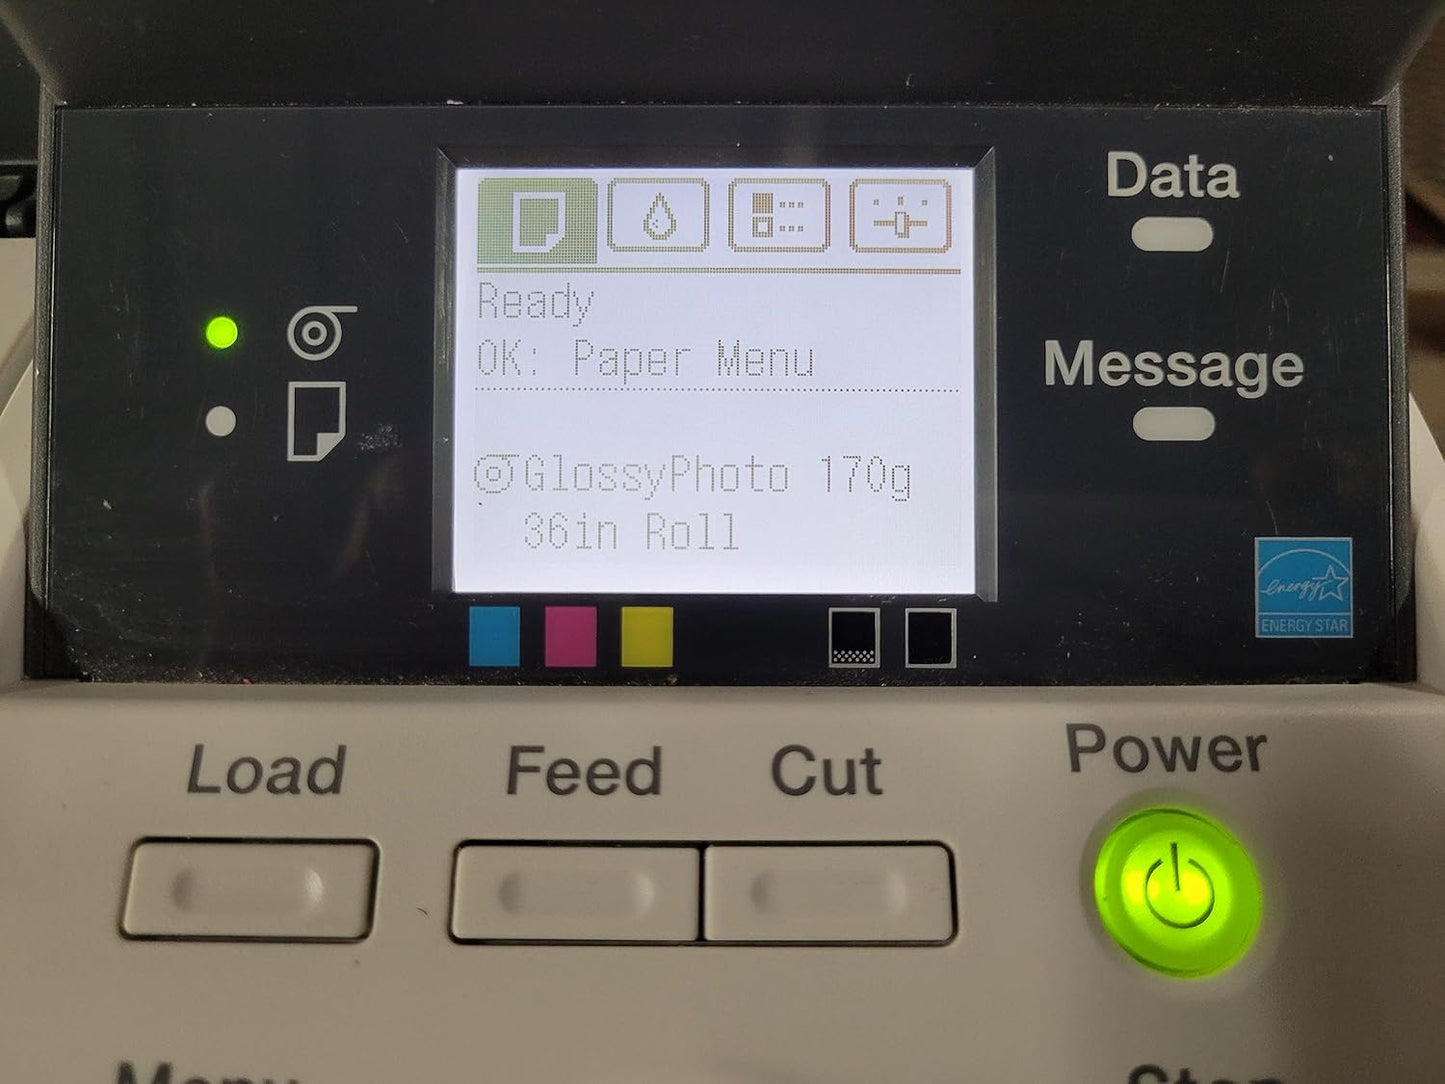 Data
Ready
OK: Paper Menu
Message
GlossyPhoto 170g
36in Roll
energy
ENERGY STAR
Load
Feed
Cut
Power